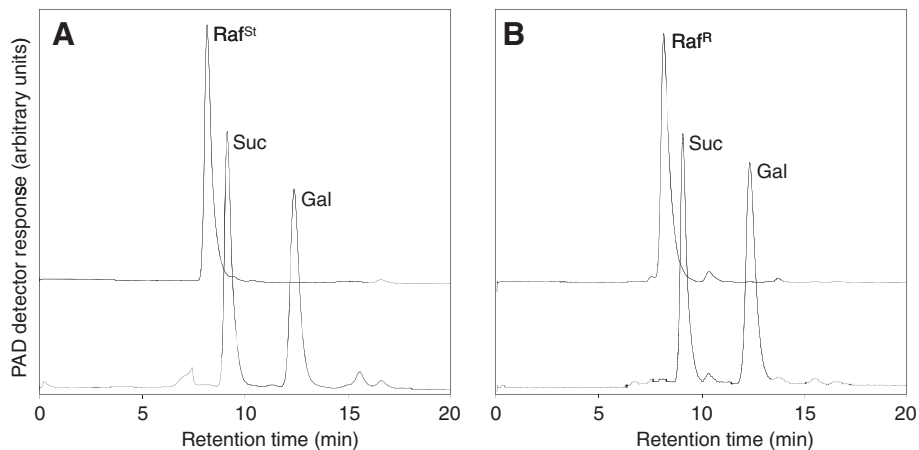 A
B
PAD detector response (arbitrary units)
Raf^St
Suc
Gal
0 5 10 15 20
Retention time (min)
Raf^R
Suc
Gal
0 5 10 15 20
Retention time (min)